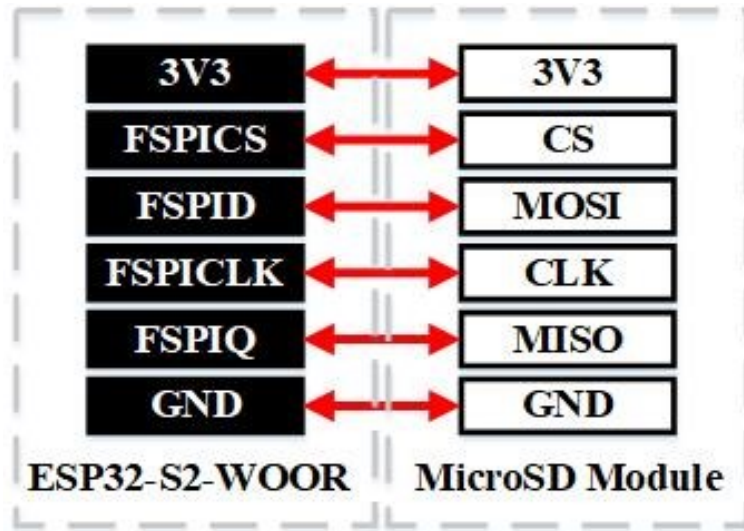 3V3 3V3
FSPICS CS
FSPID MOSI
FSPICLK CLK
FSPIQ MISO
GND GND
ESP32-S2-WOOR MicroSD Module